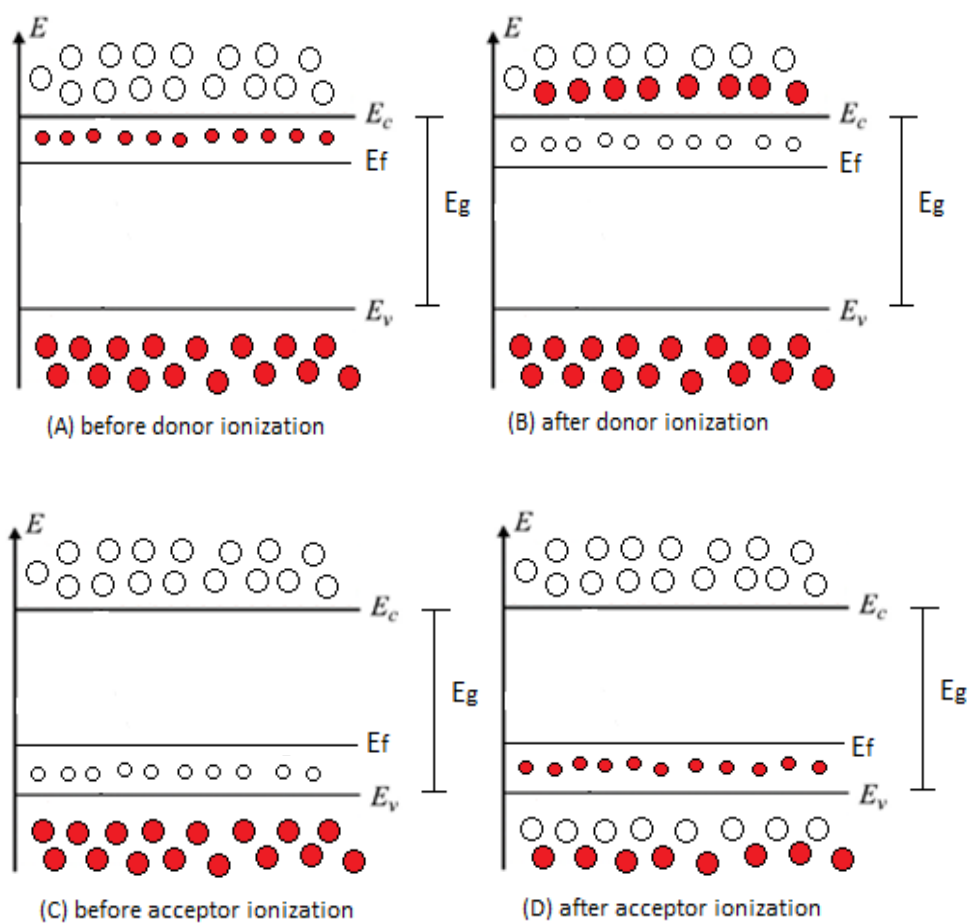 E
E
Ec
Ec
Ef
Ef
Eg
Eg
Ev
Ev
(A) before donor ionization
(B) after donor ionization
E
E
Ec
Ec
Eg
Eg
Ef
Ef
Ev
Ev
(C) before acceptor ionization
(D) after acceptor ionization